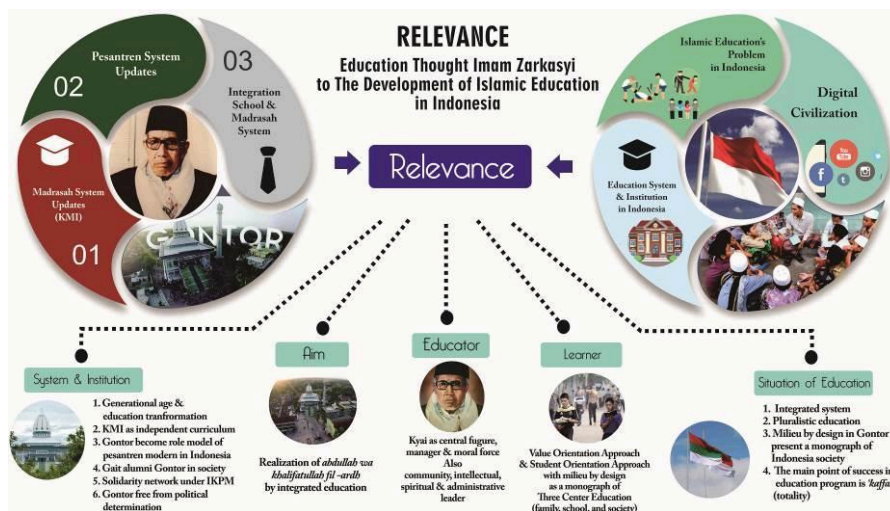 RELEVANCE
Education Thought Imam Zarkasyi
to The Development of Islamic Education
in Indonesia
02
Pesantren System
Updates
03
Integration
School &
Madrasah
System
Madrasah System
Updates
(KMI)
01
GONTOR
Relevance
Islamic Education's
Problem
in Indonesia
Digital
Civilization
You
Tube
f
t
Education System
& Institution
in Indonesia
System & Institution
1. Generational age &
education tranformation
2. KMI as independent curriculum
3. Gontor become role model of
pesantren modern in Indonesia
4. Gait alumni Gontor in society
5. Solidarity network under IKPM
6. Gontor free from political
determination
Aim
Realization of abdullah wa
khalifatullah fil -ardh
by integrated education
Educator
Kyai as central fugure,
manager & moral force
Also
community, intellectual,
spiritual & administrative
leader
Learner
Value Orientation Approach
& Student Orientation Approach
with milieu by design
as a monograph of
Three Center Education
(family, school, and society)
Situation of Education
1. Integrated system
2. Pluralistic education
3. Milieu by design in Gontor
present a monograph of
Indonesia society
4. The main point of success in
education program is 'kaffah
(totality)